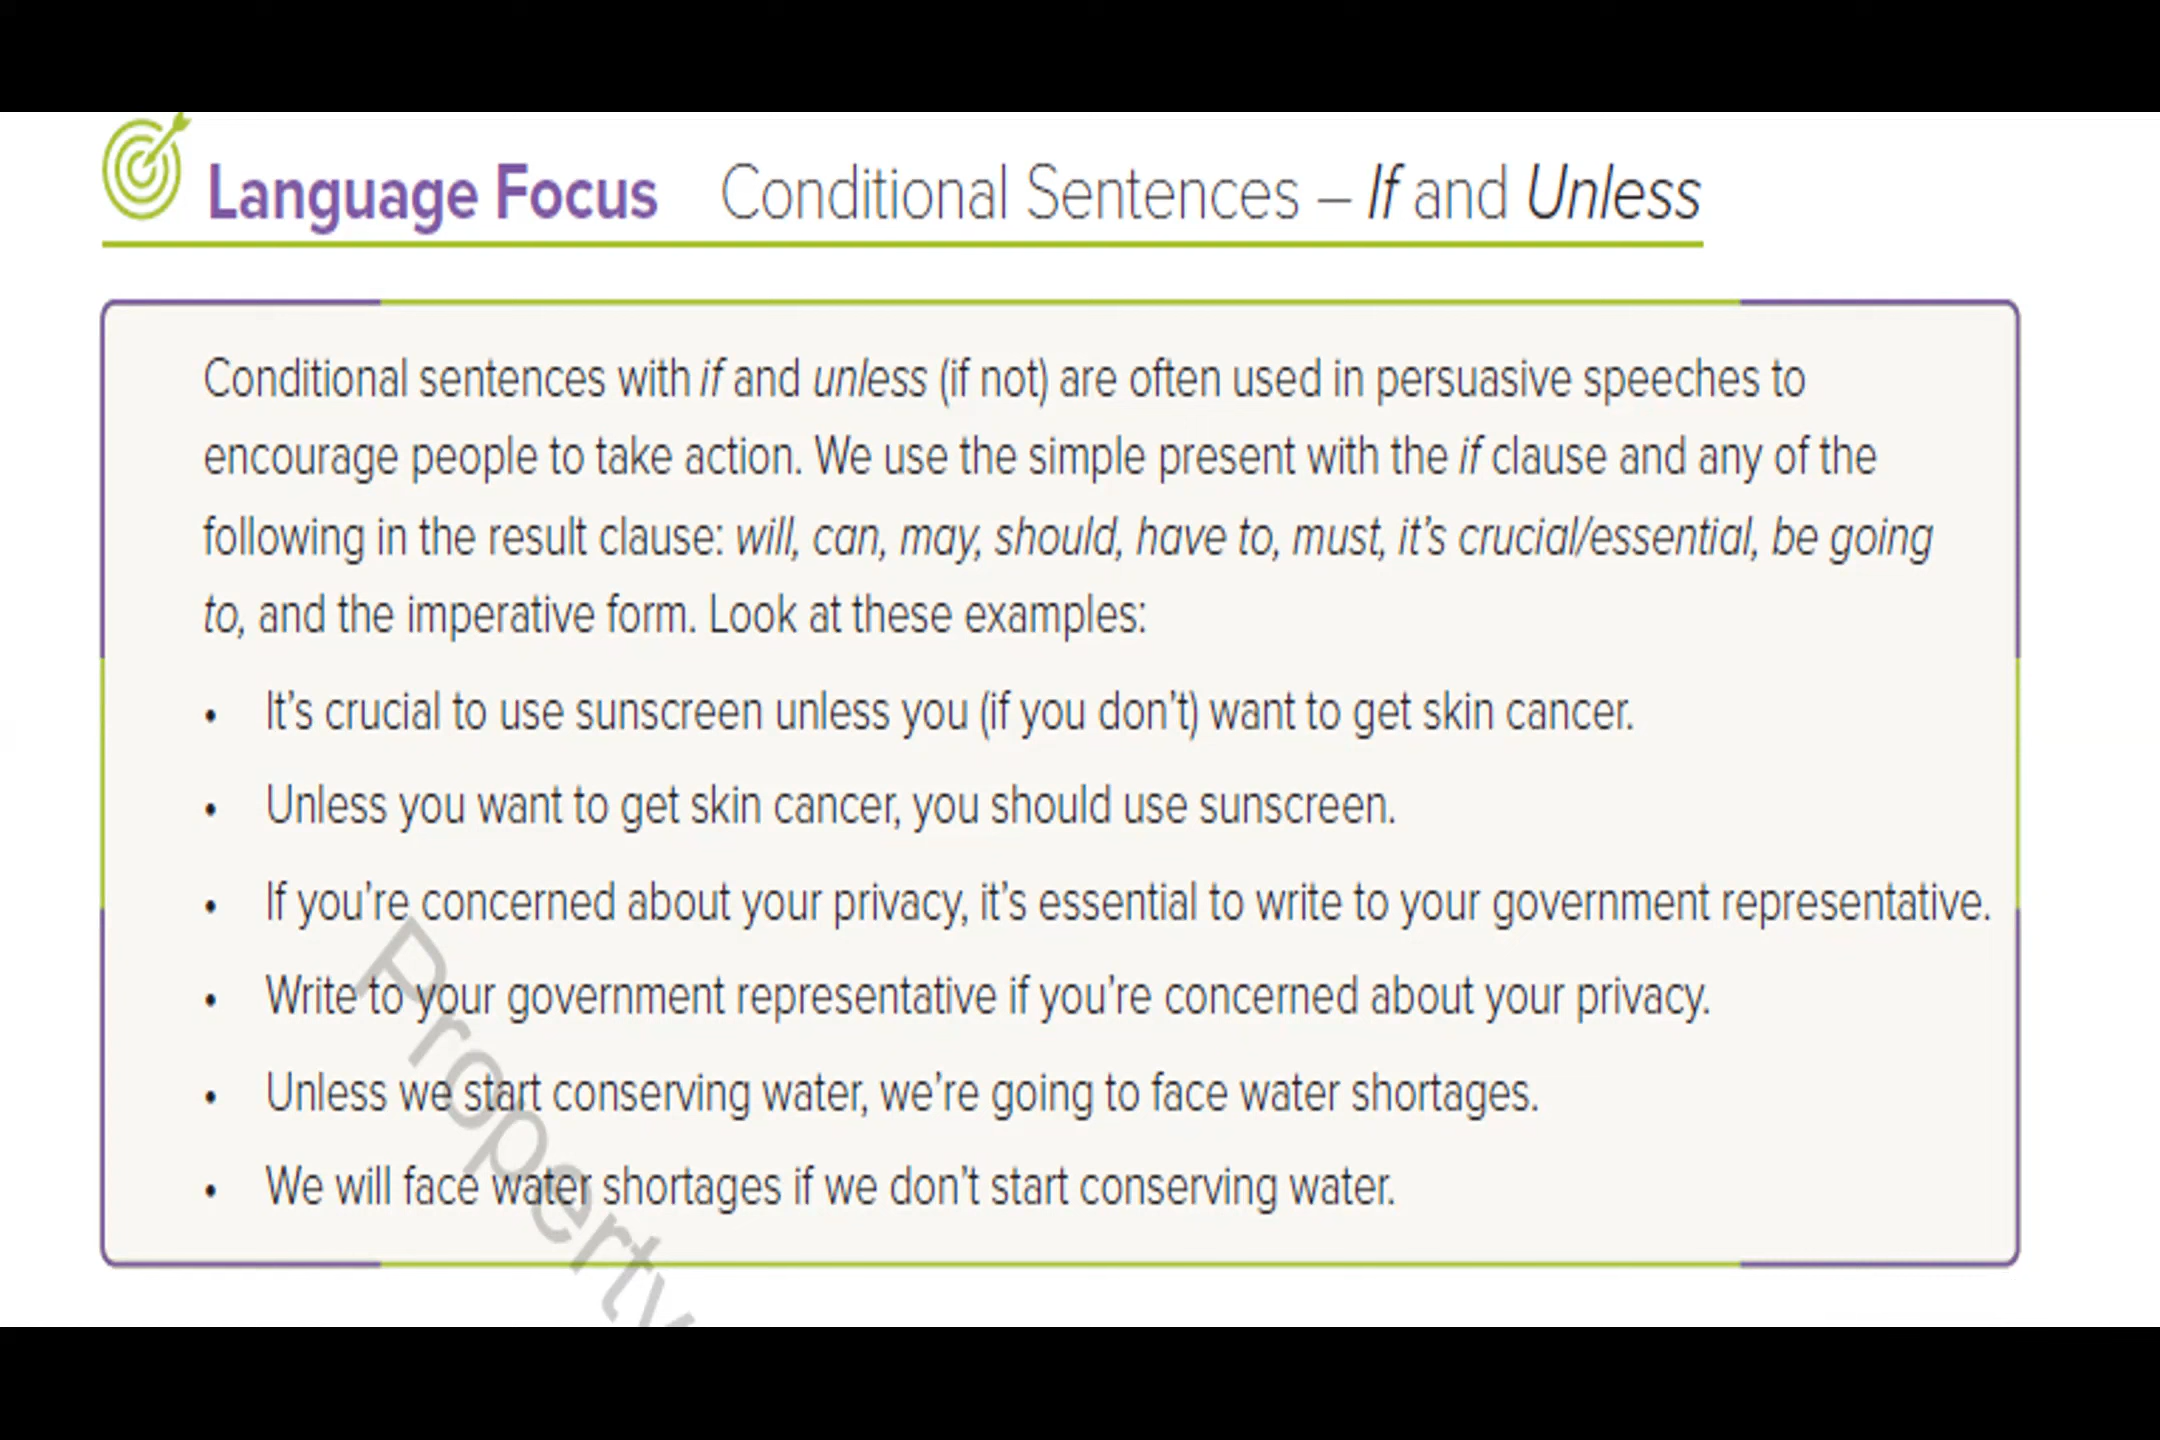 Language Focus Conditional Sentences – If and Unless
Conditional sentences with if and unless (if not) are often used in persuasive speeches to
encourage people to take action. We use the simple present with the if clause and any of the
following in the result clause: will, can, may, should, have to, must, it's crucial/essential, be going
to, and the imperative form. Look at these examples:
• It's crucial to use sunscreen unless you (if you don't) want to get skin cancer.
• Unless you want to get skin cancer, you should use sunscreen.
• If you're concerned about your privacy, it's essential to write to your government representative.
• Write to your government representative if you're concerned about your privacy.
• Unless we start conserving water, we're going to face water shortages.
• We will face water shortages if we don't start conserving water.
Property